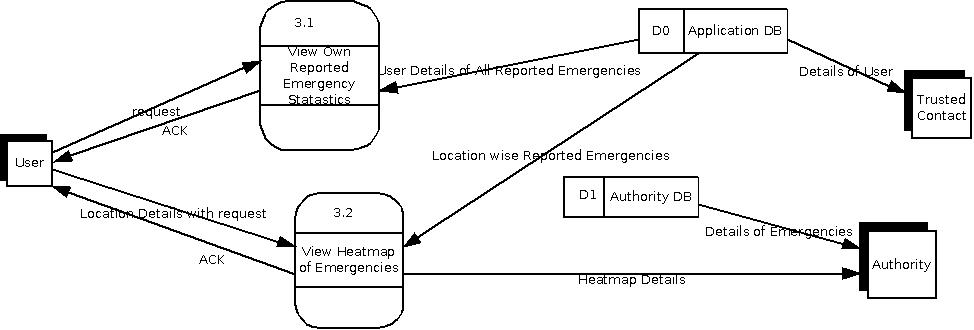 3.1
View Own
Reported
Emergency
Statastics
D0
Application DB
User Details of All Reported Emergencies
Details of User
Trusted
Contact
request
ACK
User
Location wise Reported Emergencies
D1
Authority DB
Location Details with request
3.2
Details of Emergencies
View Heatmap
of Emergencies
ACK
Authority
Heatmap Details